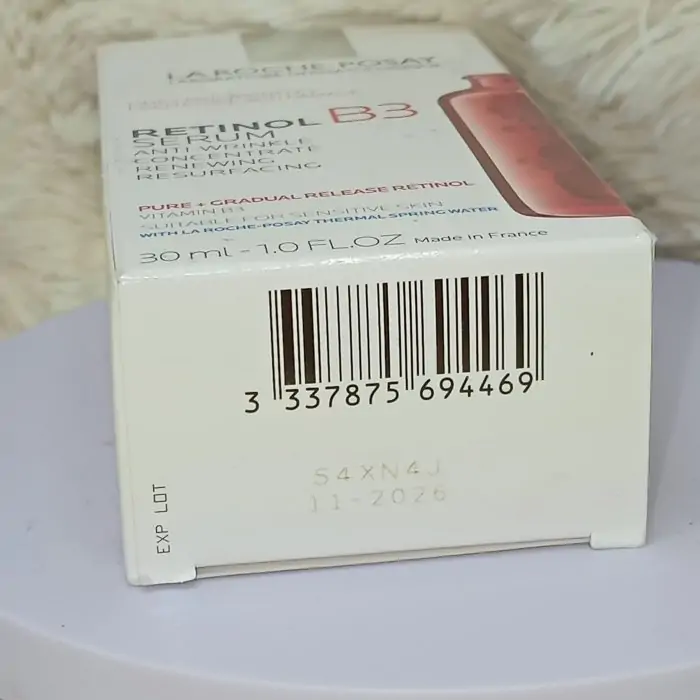 LA ROCHE-POSAY
RETINOL B3
SERUM
ANTI-WRINKLE
CONCENTRATE
RENEWING
RESURFACING
PURE + GRADUAL RELEASE RETINOL
VITAMIN B3
SUITABLE FOR SENSITIVE SKIN
WITH LA ROCHE-POSAY THERMAL SPRING WATER
30 ml - 1.0 FL.OZ Made in France
3 337875 694469
S4XN4J
11-2026
EXP LOT